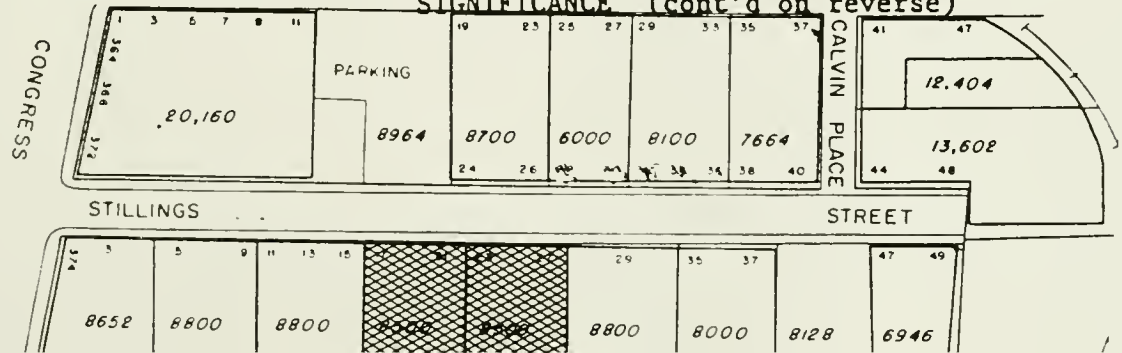 SIGNIFICANCE (cont'd on reverse)
1 3 5 7 9 11
19 23 25 27 29 33 35 37
41 47
CONGRESS
364 366 372
PARKING
CALVIN PLACE
12.404
20,160
8964 8700 6000 8100 7664
13,602
24 26
38 40
44 48
STILLINGS STREET
374 3 5 9 11 13 15
29 35 37 47 49
8652 8800 8800
8800 8000 8128 6946